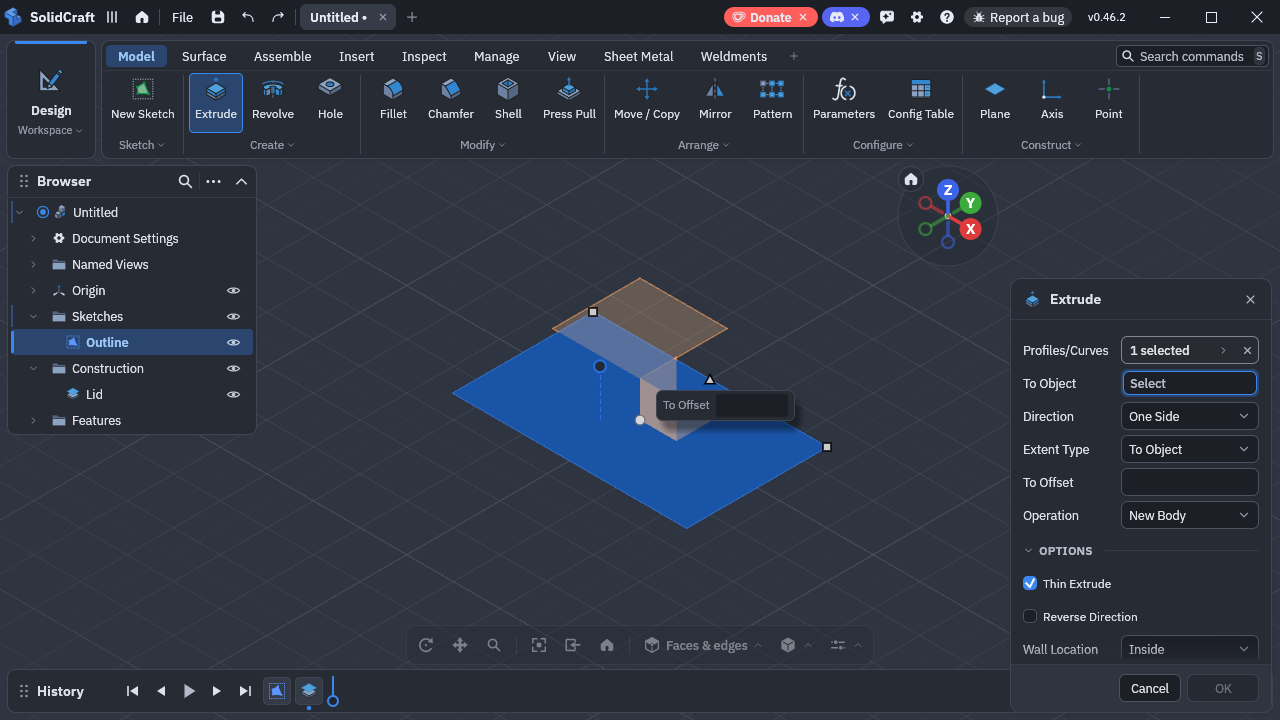 SolidCraft
File
Untitled •
Donate
Report a bug
v0.46.2
Design
Workspace
Model
Surface
Assemble
Insert
Inspect
Manage
View
Sheet Metal
Weldments
Search commands
S
New Sketch
Extrude
Revolve
Hole
Fillet
Chamfer
Shell
Press Pull
Move / Copy
Mirror
Pattern
Parameters
Config Table
Plane
Axis
Point
Sketch
Create
Modify
Arrange
Configure
Construct
Browser
Untitled
Document Settings
Named Views
Origin
Sketches
Outline
Construction
Lid
Features
Z
Y
X
To Offset
Extrude
Profiles/Curves
1 selected
To Object
Select
Direction
One Side
Extent Type
To Object
To Offset
Operation
New Body
OPTIONS
Thin Extrude
Reverse Direction
Wall Location
Inside
Cancel
OK
Faces & edges
History